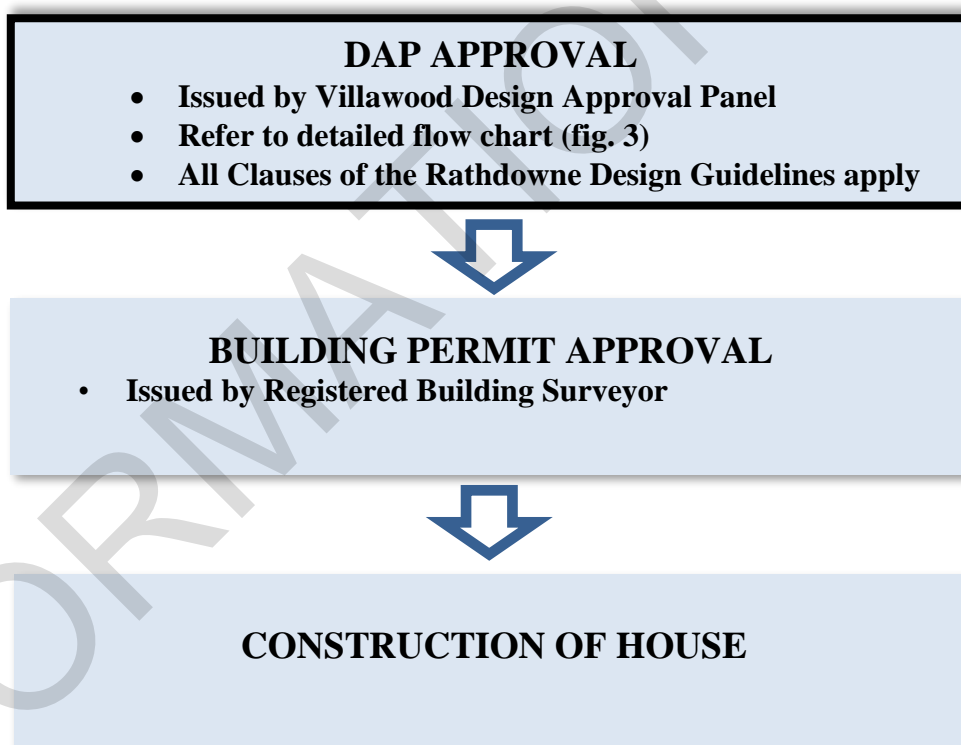 DAP APPROVAL
• Issued by Villawood Design Approval Panel
• Refer to detailed flow chart (fig. 3)
• All Clauses of the Rathdowne Design Guidelines apply
BUILDING PERMIT APPROVAL
• Issued by Registered Building Surveyor
CONSTRUCTION OF HOUSE
ORMATION